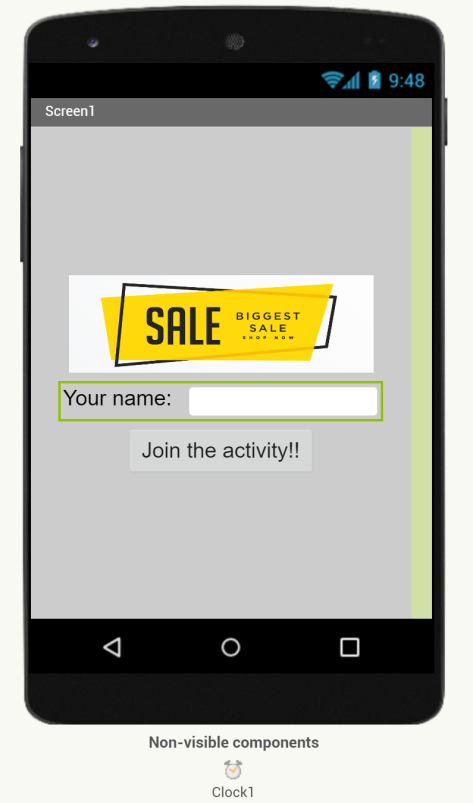 9:48
Screen1
SALE
BIGGEST
SALE
SHOP NOW
Your name:
Join the activity!!
Non-visible components
Clock1